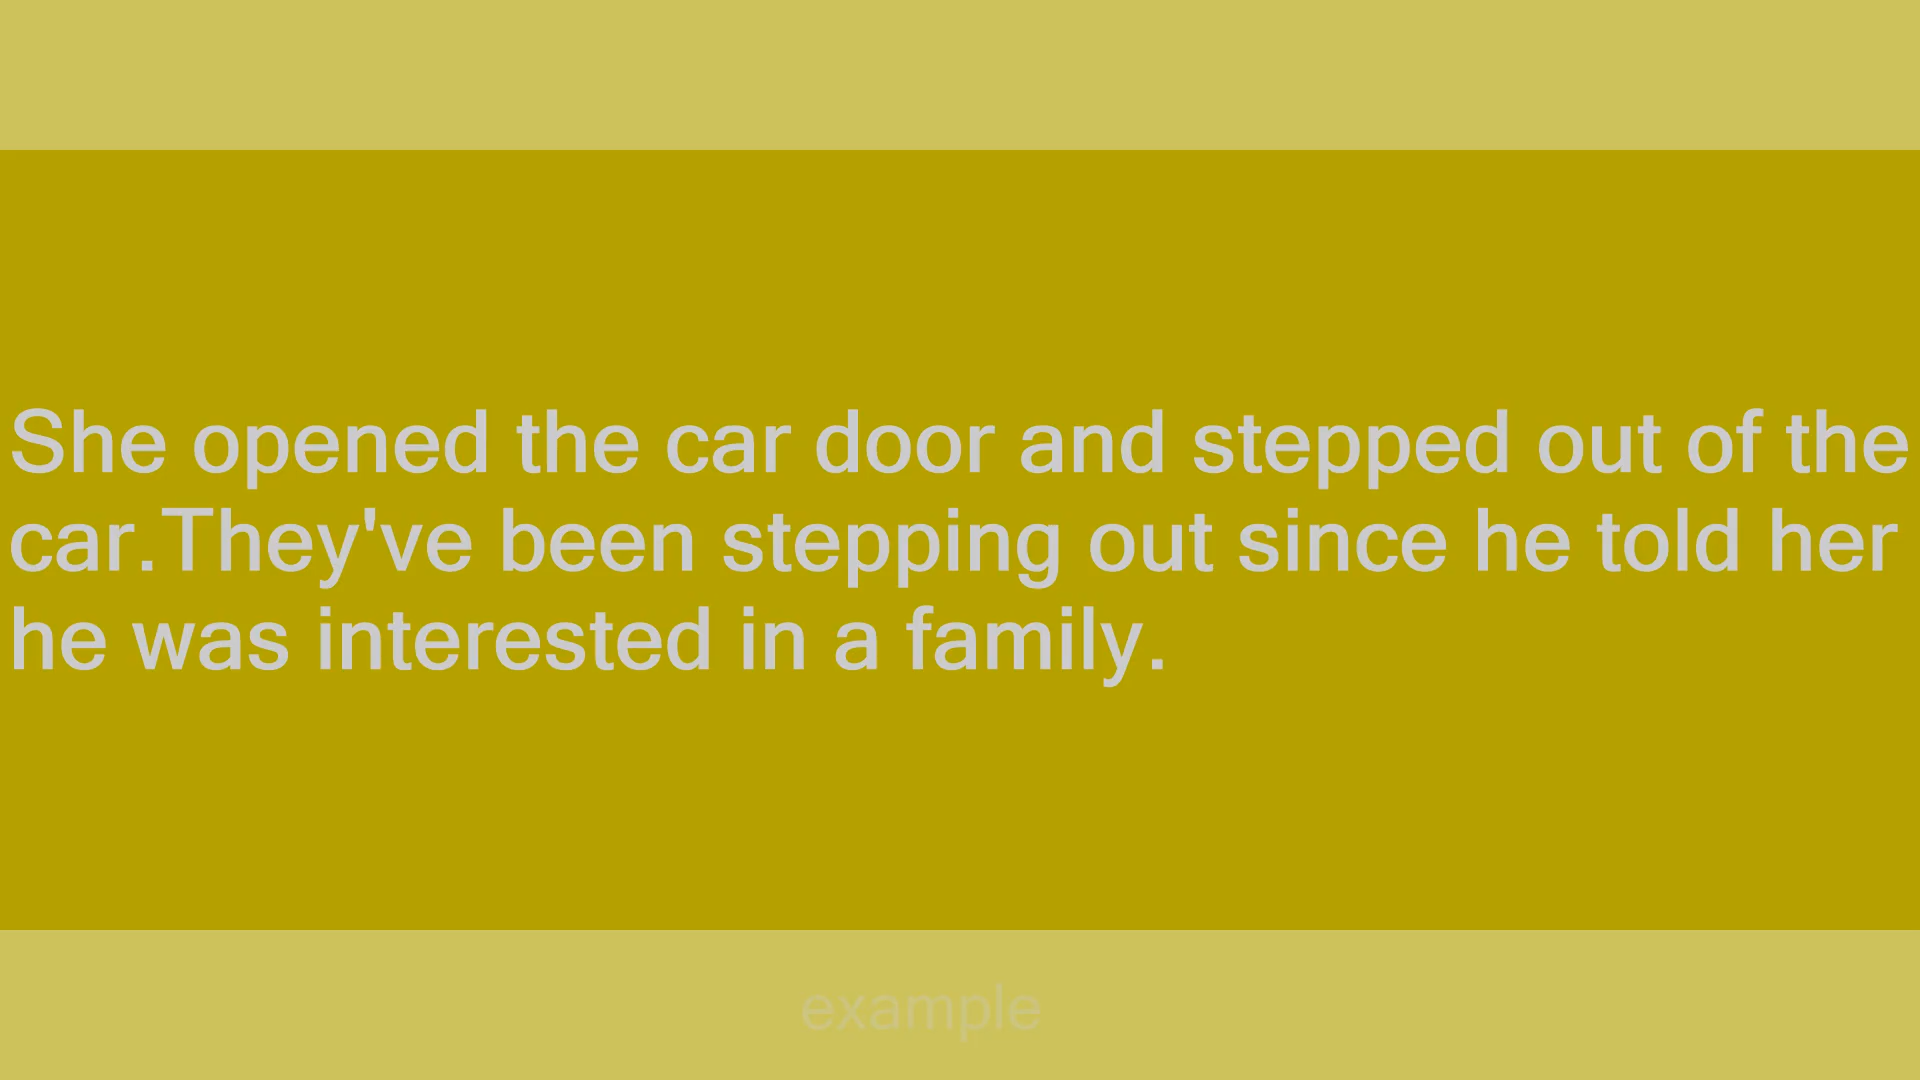 She opened the car door and stepped out of the
car.They've been stepping out since he told her
he was interested in a family.
example